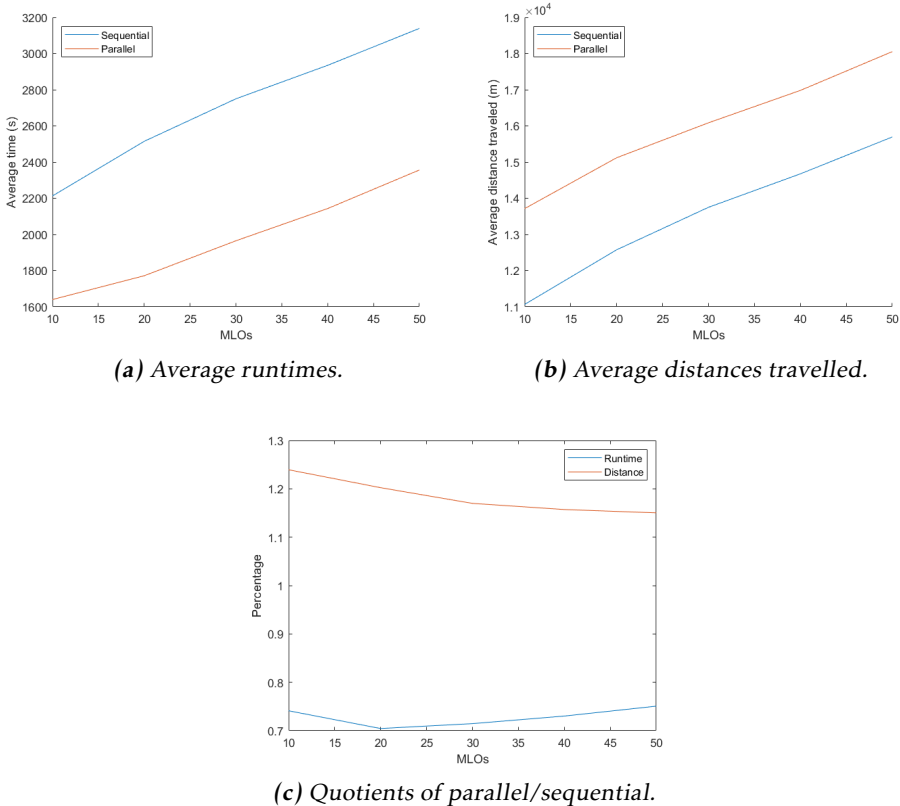 3200
3000
2800
2600
2400
2200
2000
1800
1600
Average time (s)
Sequential
Parallel
10 15 20 25 30 35 40 45 50
MLOs
(a) Average runtimes.
1.9 ×10⁴
1.8
1.7
1.6
1.5
1.4
1.3
1.2
1.1
Average distance traveled (m)
Sequential
Parallel
10 15 20 25 30 35 40 45 50
MLOs
(b) Average distances travelled.
1.3
1.2
1.1
1
0.9
0.8
0.7
Percentage
Runtime
Distance
10 15 20 25 30 35 40 45 50
MLOs
(c) Quotients of parallel/sequential.